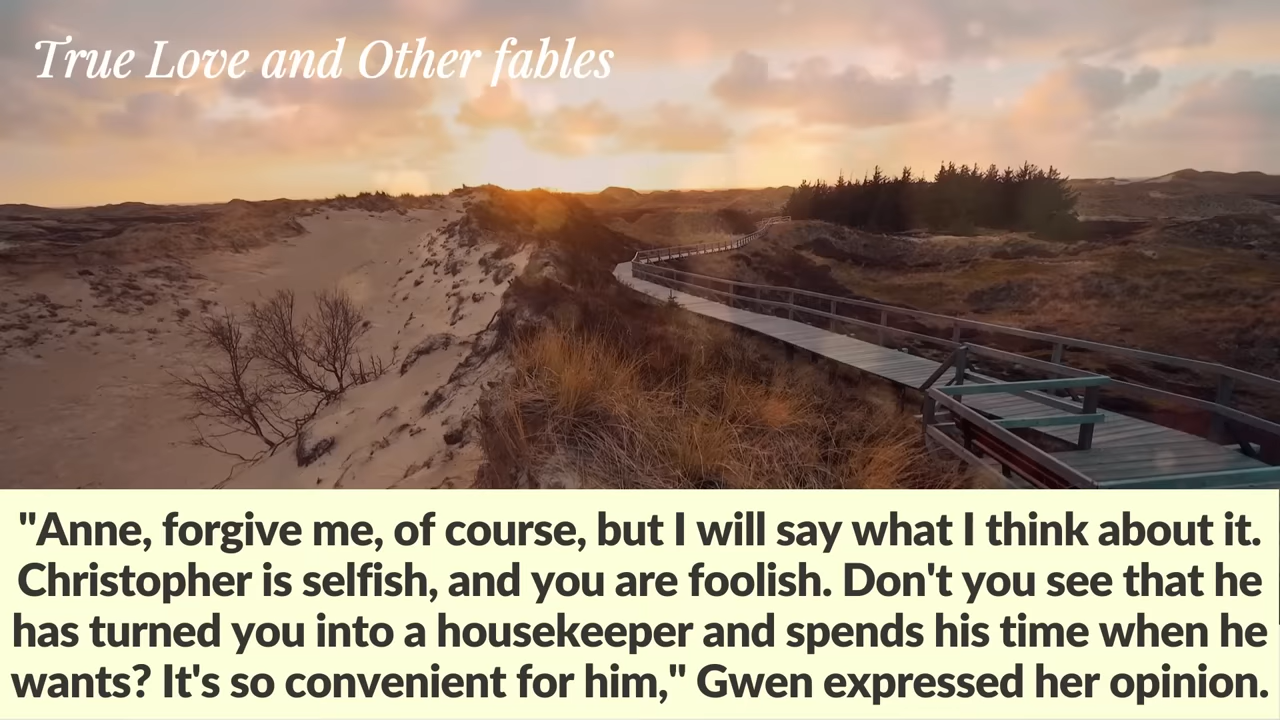 True Love and Other fables
"Anne, forgive me, of course, but I will say what I think about it.
Christopher is selfish, and you are foolish. Don't you see that he
has turned you into a housekeeper and spends his time when he
wants? It's so convenient for him," Gwen expressed her opinion.